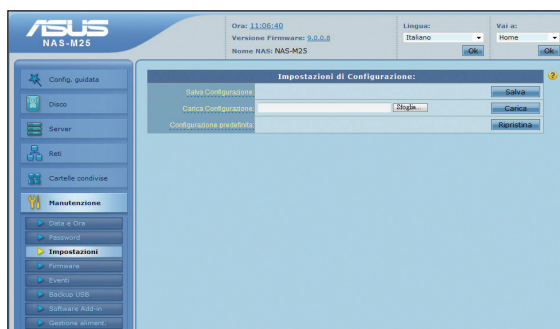 ASUS
NAS-M25
Ora: 11:06:40
Versione Firmware: 9.0.0.8
Nome NAS: NAS-M25
Lingua:
Italiano
Ok
Vai a:
Home
Ok
Config. guidata
Disco
Server
Reti
Cartelle condivise
Manutenzione
Data e Ora
Password
Impostazioni
Firmware
Eventi
Backup USB
Software Add-in
Gestione aliment.
Impostazioni di Configurazione:
Salva Configurazione:
Salva
Carica Configurazione:
Sfoglia...
Carica
Configurazione predefinita:
Ripristina
?